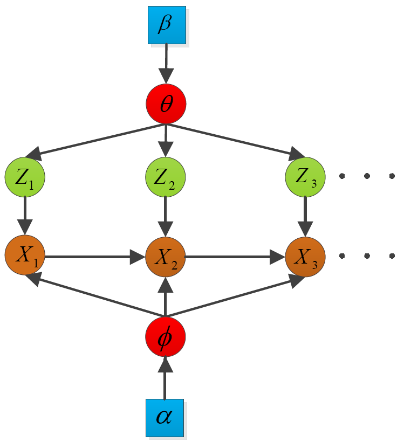 β
θ
Z₁ Z₂ Z₃ . . .
X₁ X₂ X₃ . . .
ϕ
α